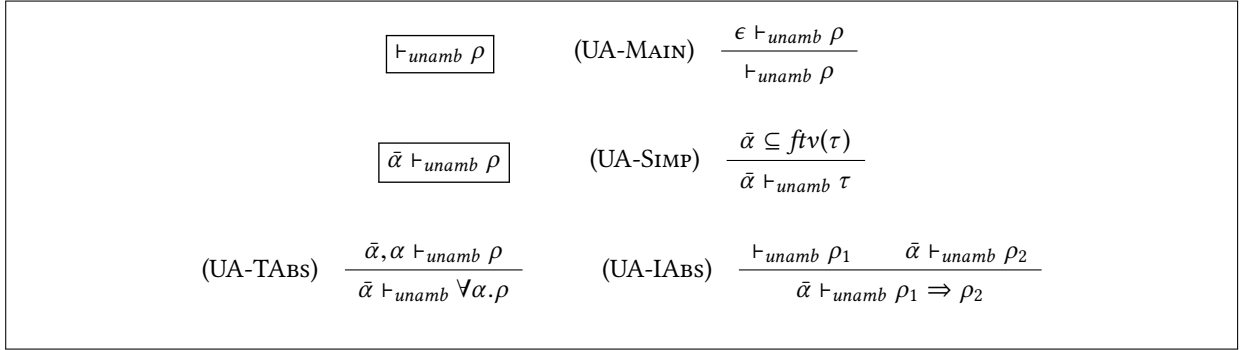 ⊢unamb ρ (UA-Main) ϵ ⊢unamb ρ
⊢unamb ρ
ᾱ ⊢unamb ρ (UA-Simp) ᾱ ⊆ ftv(τ)
ᾱ ⊢unamb τ
(UA-TAbs) ᾱ, α ⊢unamb ρ (UA-IAbs) ⊢unamb ρ1 ᾱ ⊢unamb ρ2
ᾱ ⊢unamb ∀α.ρ ᾱ ⊢unamb ρ1 ⇒ ρ2